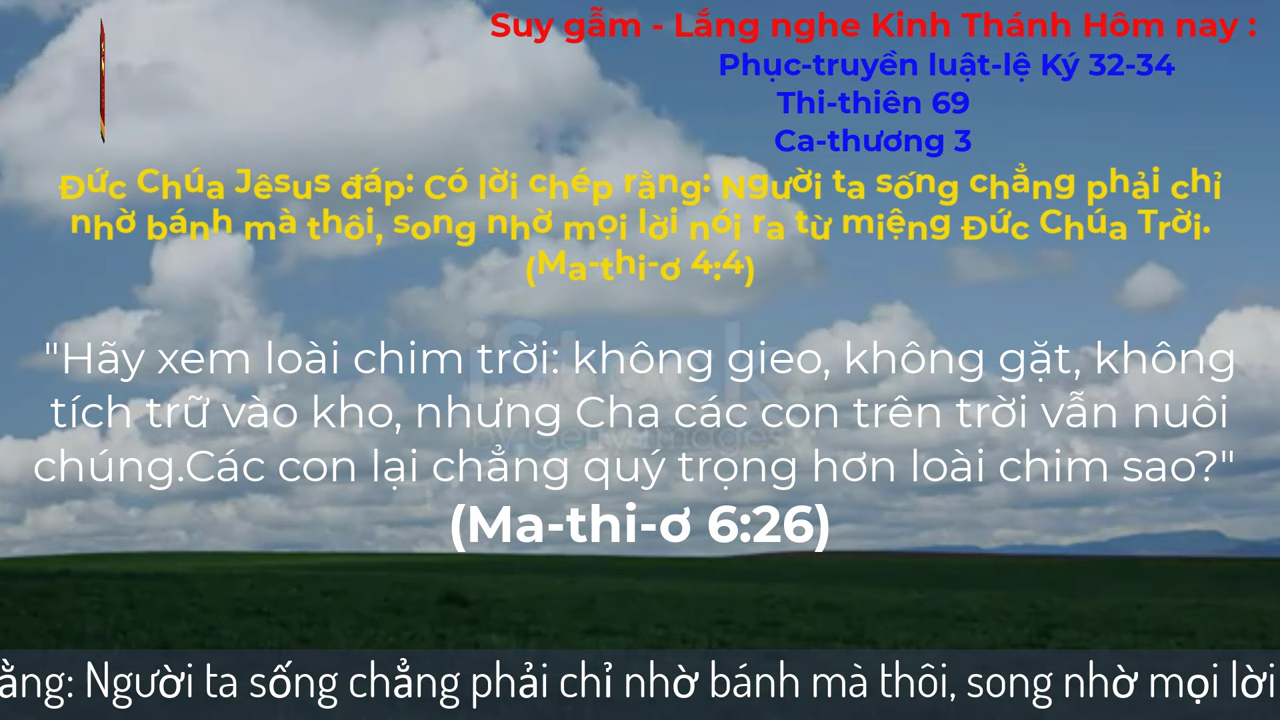 Suy gẫm - Lắng nghe Kinh Thánh Hôm nay :
Phục-truyền luật-lệ Ký 32-34
Thi-thiên 69
Ca-thương 3
Đức Chúa Jêsus đáp: Có lời chép rằng: Người ta sống chẳng phải chỉ
nhờ bánh mà thôi, song nhờ mọi lời nói ra từ miệng Đức Chúa Trời.
(Ma-thi-ơ 4:4)
iStock
by Getty Images
"Hãy xem loài chim trời: không gieo, không gặt, không
tích trữ vào kho, nhưng Cha các con trên trời vẫn nuôi
chúng.Các con lại chẳng quý trọng hơn loài chim sao?"
(Ma-thi-ơ 6:26)
ằng: Người ta sống chẳng phải chỉ nhờ bánh mà thôi, song nhờ mọi lời